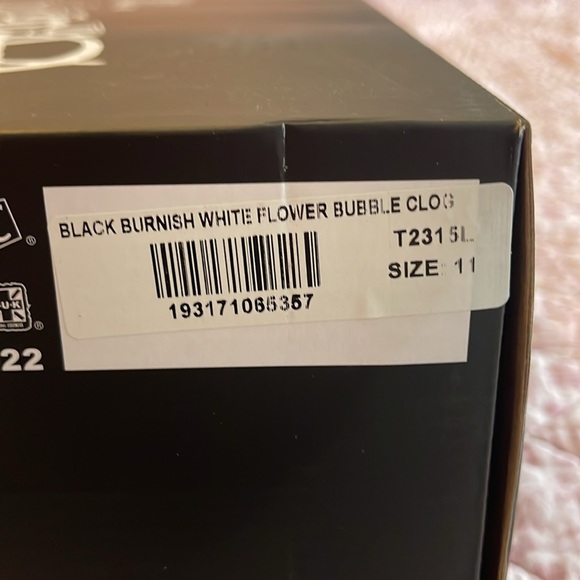 BLACK BURNISH WHITE FLOWER BUBBLE CLOG
T2315L
SIZE: 11
193171065357
U·K
22